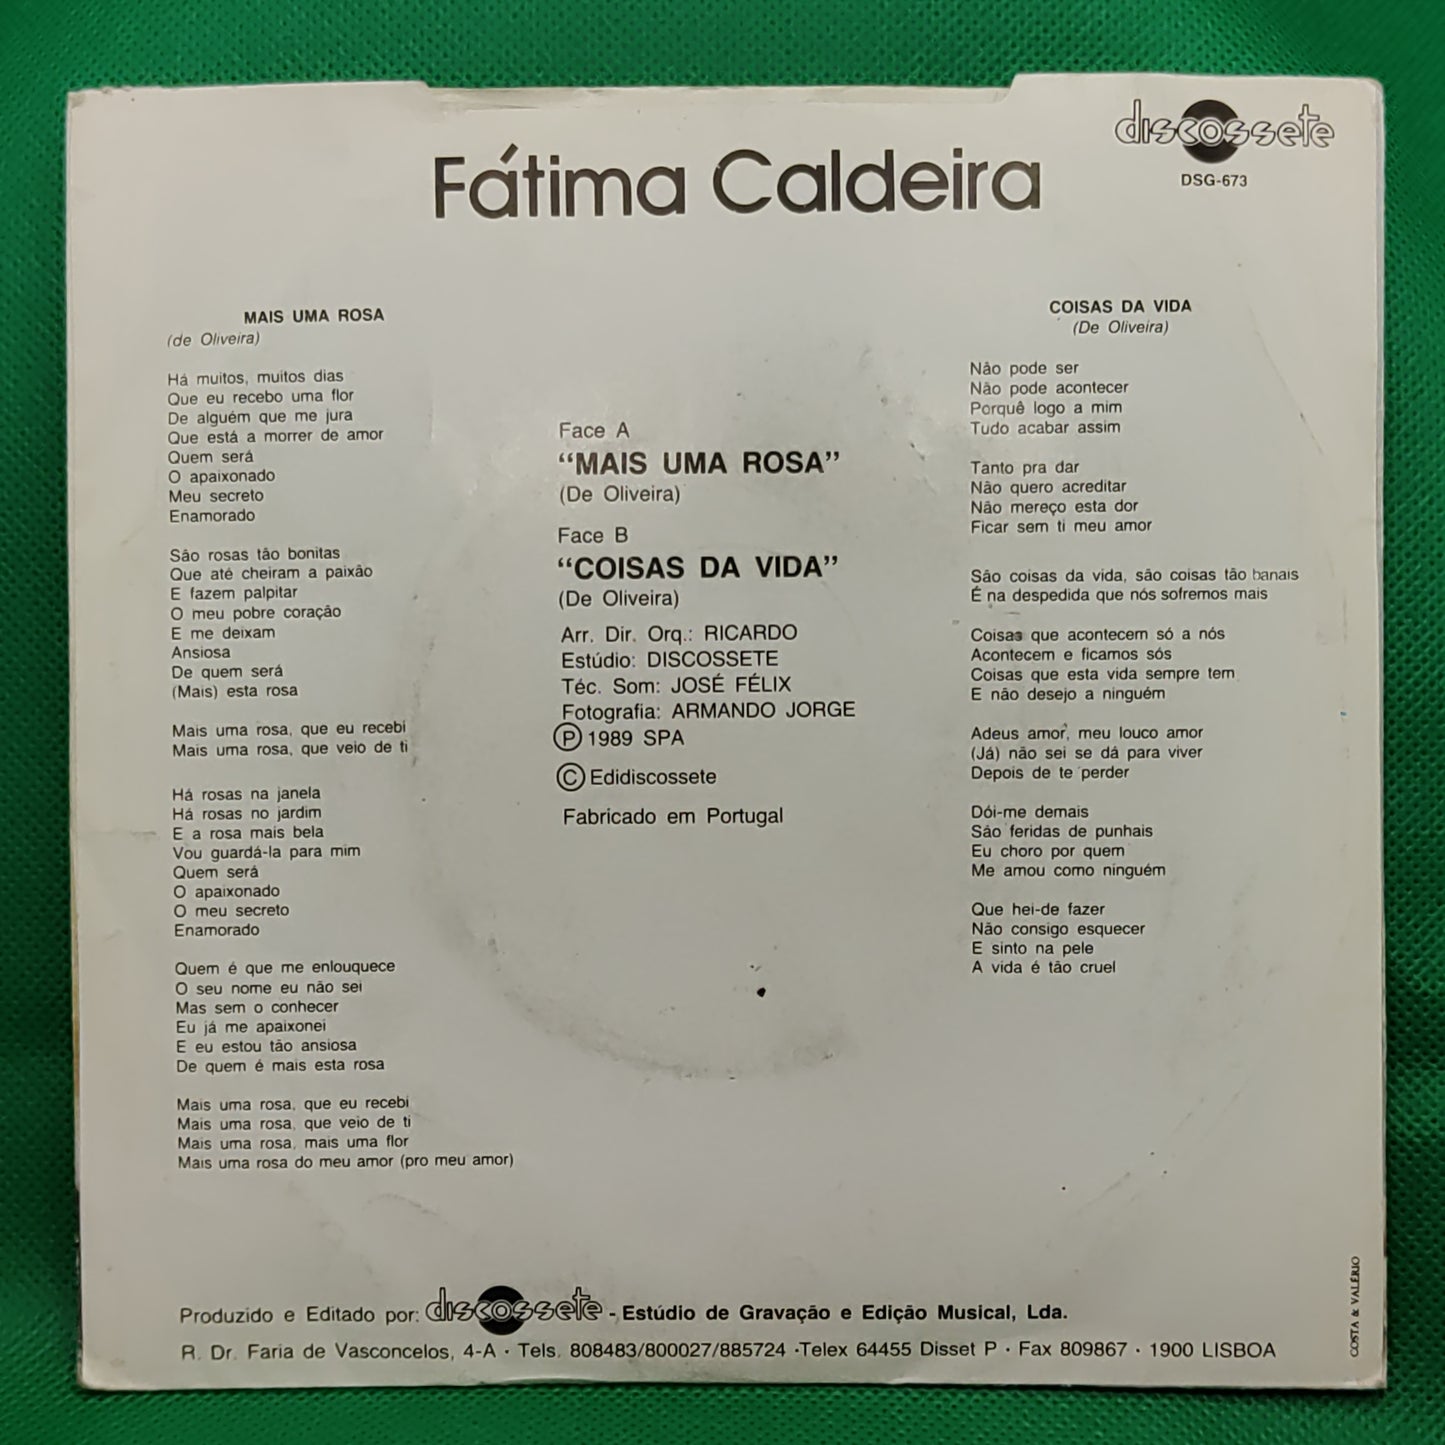 discossete
DSG-673
Fátima Caldeira
MAIS UMA ROSA
(de Oliveira)
Há muitos, muitos dias
Que eu recebo uma flor
De alguém que me jura
Que está a morrer de amor
Quem será
O apaixonado
Meu secreto
Enamorado
São rosas tão bonitas
Que até cheiram a paixão
E fazem palpitar
O meu pobre coração
E me deixam
Ansiosa
De quem será
(Mais) esta rosa
Mais uma rosa, que eu recebi
Mais uma rosa, que veio de ti
Há rosas na janela
Há rosas no jardim
E a rosa mais bela
Vou guardá-la para mim
Quem será
O apaixonado
O meu secreto
Enamorado
Quem é que me enlouquece
O seu nome eu não sei
Mas sem o conhecer
Eu já me apaixonei
E eu estou tão ansiosa
De quem é mais esta rosa
Mais uma rosa, que eu recebi
Mais uma rosa, que veio de ti
Mais uma rosa, mais uma flor
Mais uma rosa do meu amor (pro meu amor)
Face A
“MAIS UMA ROSA”
(De Oliveira)
Face B
“COISAS DA VIDA”
(De Oliveira)
Arr. Dir. Orq.: RICARDO
Estúdio: DISCOSSETE
Téc. Som: JOSÉ FÉLIX
Fotografia: ARMANDO JORGE
Ⓟ 1989 SPA
© Edidiscossete
Fabricado em Portugal
COISAS DA VIDA
(De Oliveira)
Não pode ser
Não pode acontecer
Porquê logo a mim
Tudo acabar assim
Tanto pra dar
Não quero acreditar
Não mereço esta dor
Ficar sem ti meu amor
São coisas da vida, são coisas tão banais
É na despedida que nós sofremos mais
Coisas que acontecem só a nós
Acontecem e ficamos sós
Coisas que esta vida sempre tem
E não desejo a ninguém
Adeus amor, meu louco amor
(Já) não sei se dá para viver
Depois de te perder
Dói-me demais
São feridas de punhais
Eu choro por quem
Me amou como ninguém
Que hei-de fazer
Não consigo esquecer
E sinto na pele
A vida é tão cruel
Produzido e Editado por: discossete - Estúdio de Gravação e Edição Musical, Lda.
R. Dr. Faria de Vasconcelos, 4-A · Tels. 808483/800027/885724 ·Telex 64455 Disset P · Fax 809867 · 1900 LISBOA
COSTA & VALÉRIO